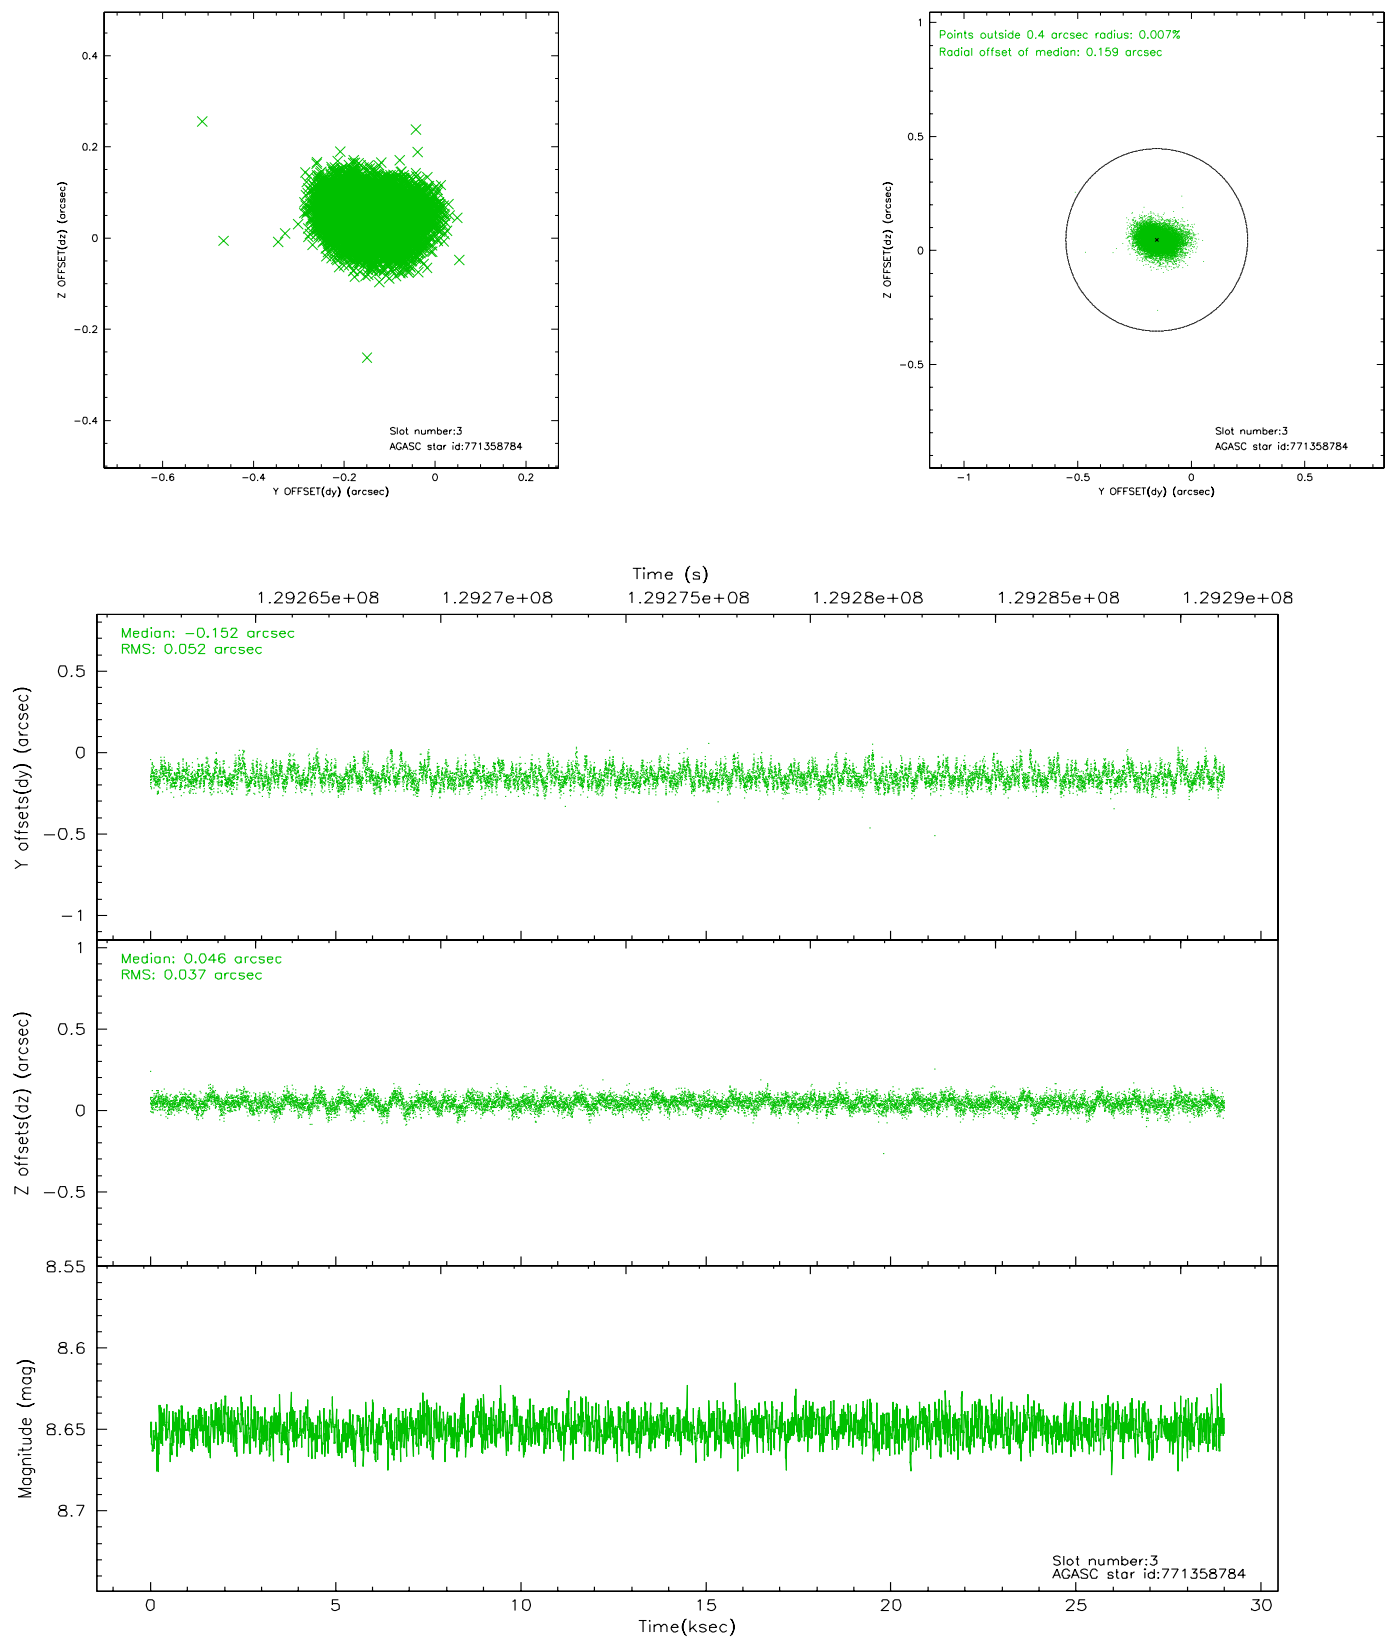 0.4
0.2
0
−0.2
−0.4
Z OFFSET(dz) (arcsec)
Slot number:3
AGASC star id:771358784
−0.6
−0.4
−0.2
0
0.2
Y OFFSET(dy) (arcsec)
Points outside 0.4 arcsec radius: 0.007%
Radial offset of median: 0.159 arcsec
1
0.5
0
−0.5
Z OFFSET(dz) (arcsec)
Slot number:3
AGASC star id:771358784
−1
−0.5
0
0.5
Y OFFSET(dy) (arcsec)
Time (s)
1.29265e+08
1.2927e+08
1.29275e+08
1.2928e+08
1.29285e+08
1.2929e+08
Median: −0.152 arcsec
RMS: 0.052 arcsec
0.5
0
−0.5
−1
Y offsets(dy) (arcsec)
Median: 0.046 arcsec
RMS: 0.037 arcsec
1
0.5
0
−0.5
Z offsets(dz) (arcsec)
8.55
8.6
8.65
8.7
Magnitude (mag)
Slot number:3
AGASC star id:771358784
0
5
10
15
20
25
30
Time(ksec)